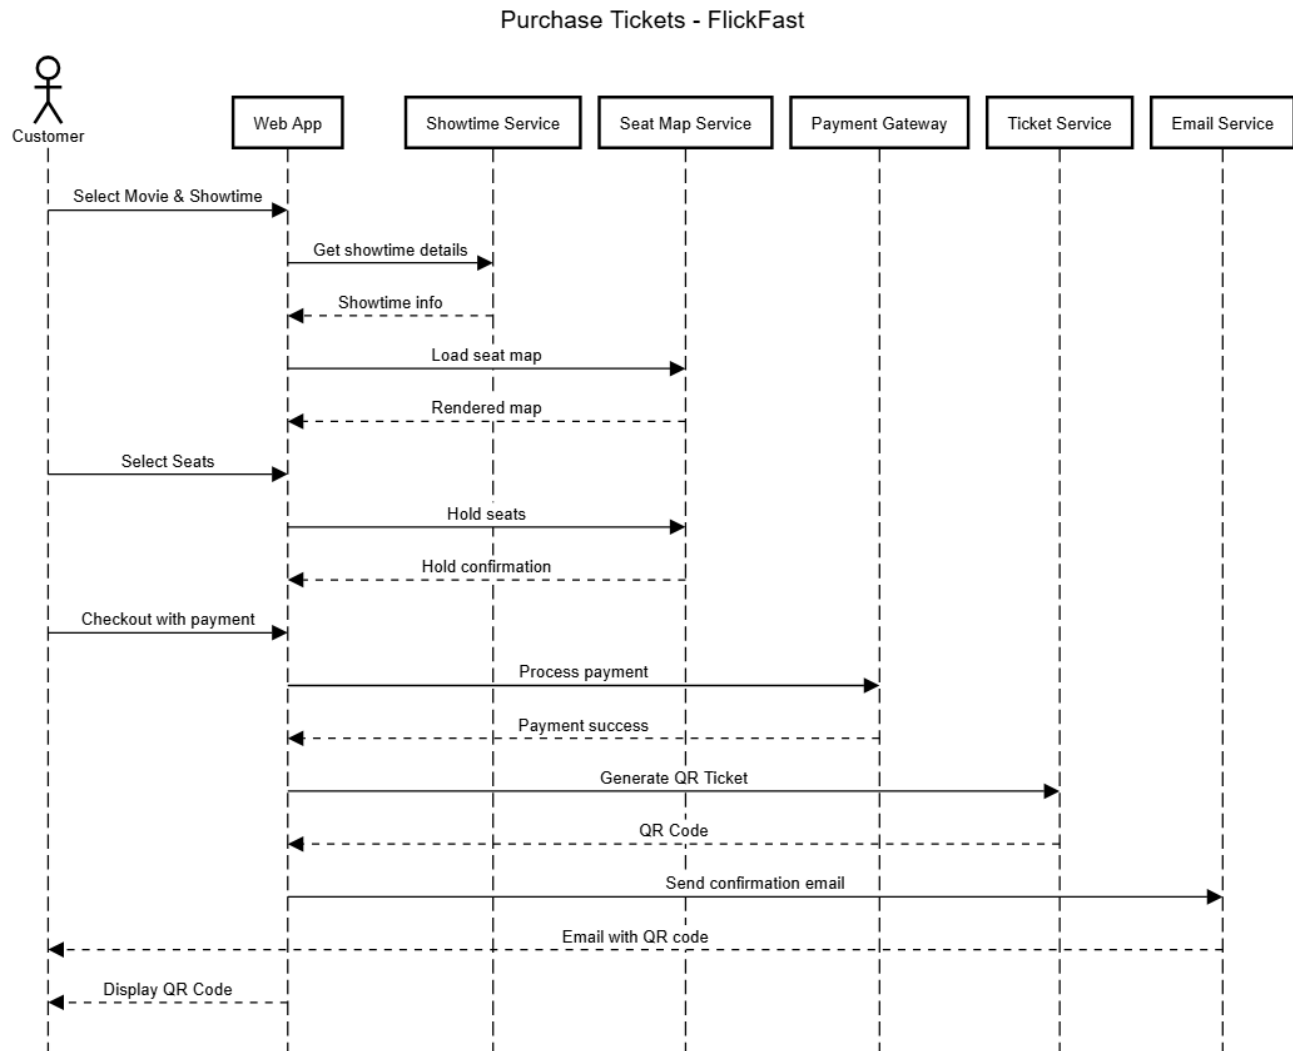 Purchase Tickets - FlickFast
Customer
Web App
Showtime Service
Seat Map Service
Payment Gateway
Ticket Service
Email Service
Select Movie & Showtime
Get showtime details
Showtime info
Load seat map
Rendered map
Select Seats
Hold seats
Hold confirmation
Checkout with payment
Process payment
Payment success
Generate QR Ticket
QR Code
Send confirmation email
Email with QR code
Display QR Code